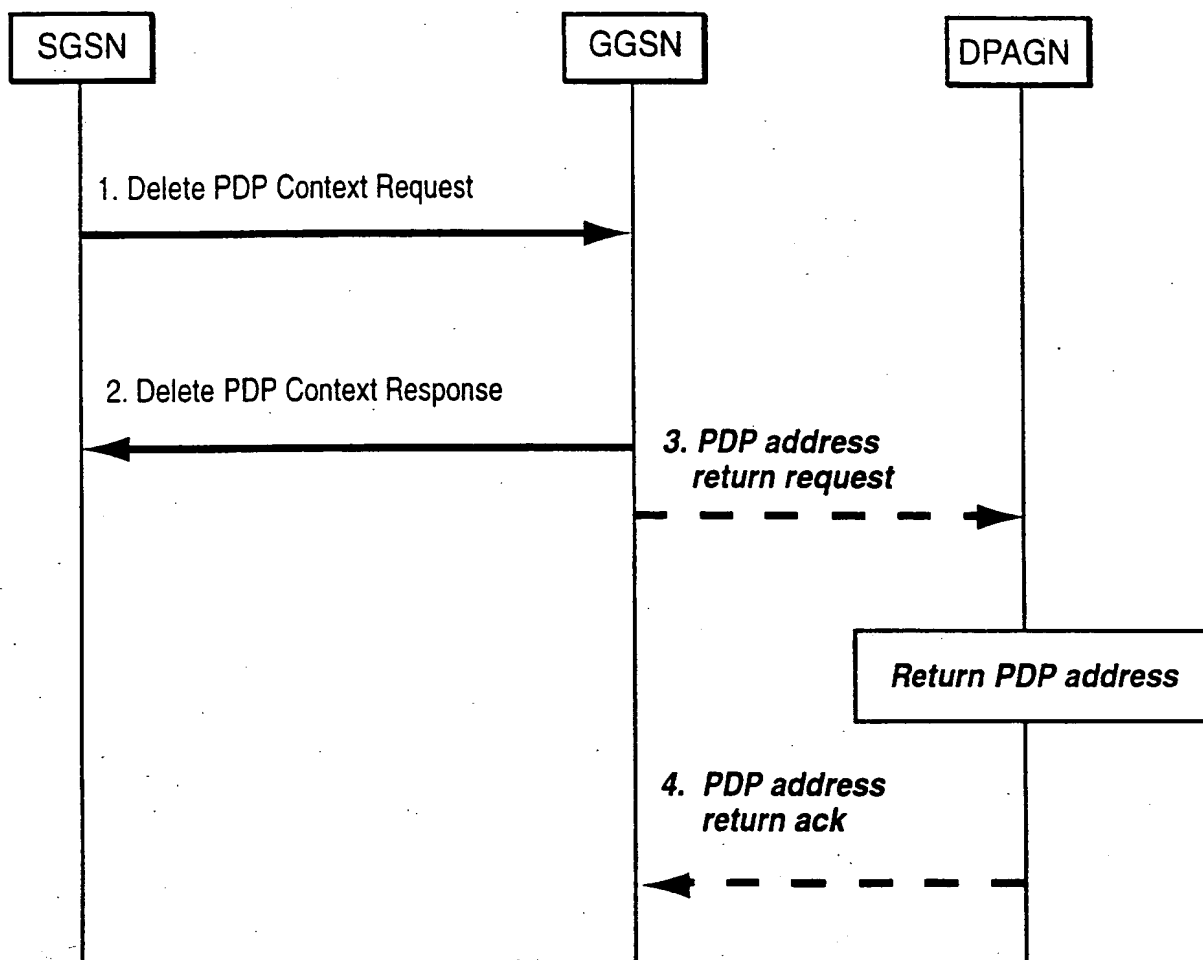 SGSN
GGSN
DPAGN
1. Delete PDP Context Request
2. Delete PDP Context Response
3. PDP address
return request
Return PDP address
4. PDP address
return ack